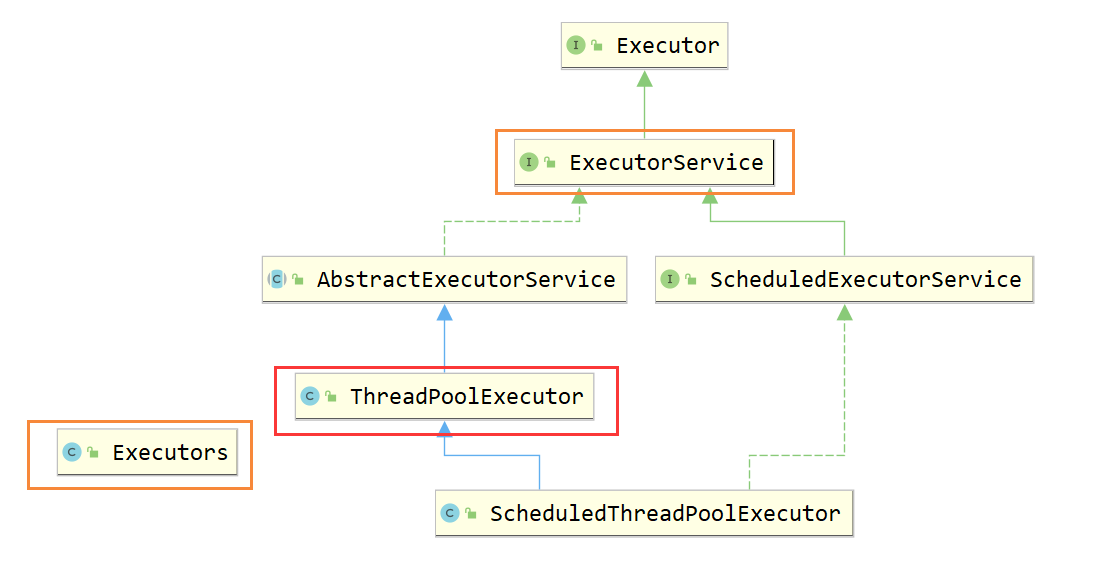 I Executor
I ExecutorService
C AbstractExecutorService
I ScheduledExecutorService
C ThreadPoolExecutor
C Executors
C ScheduledThreadPoolExecutor